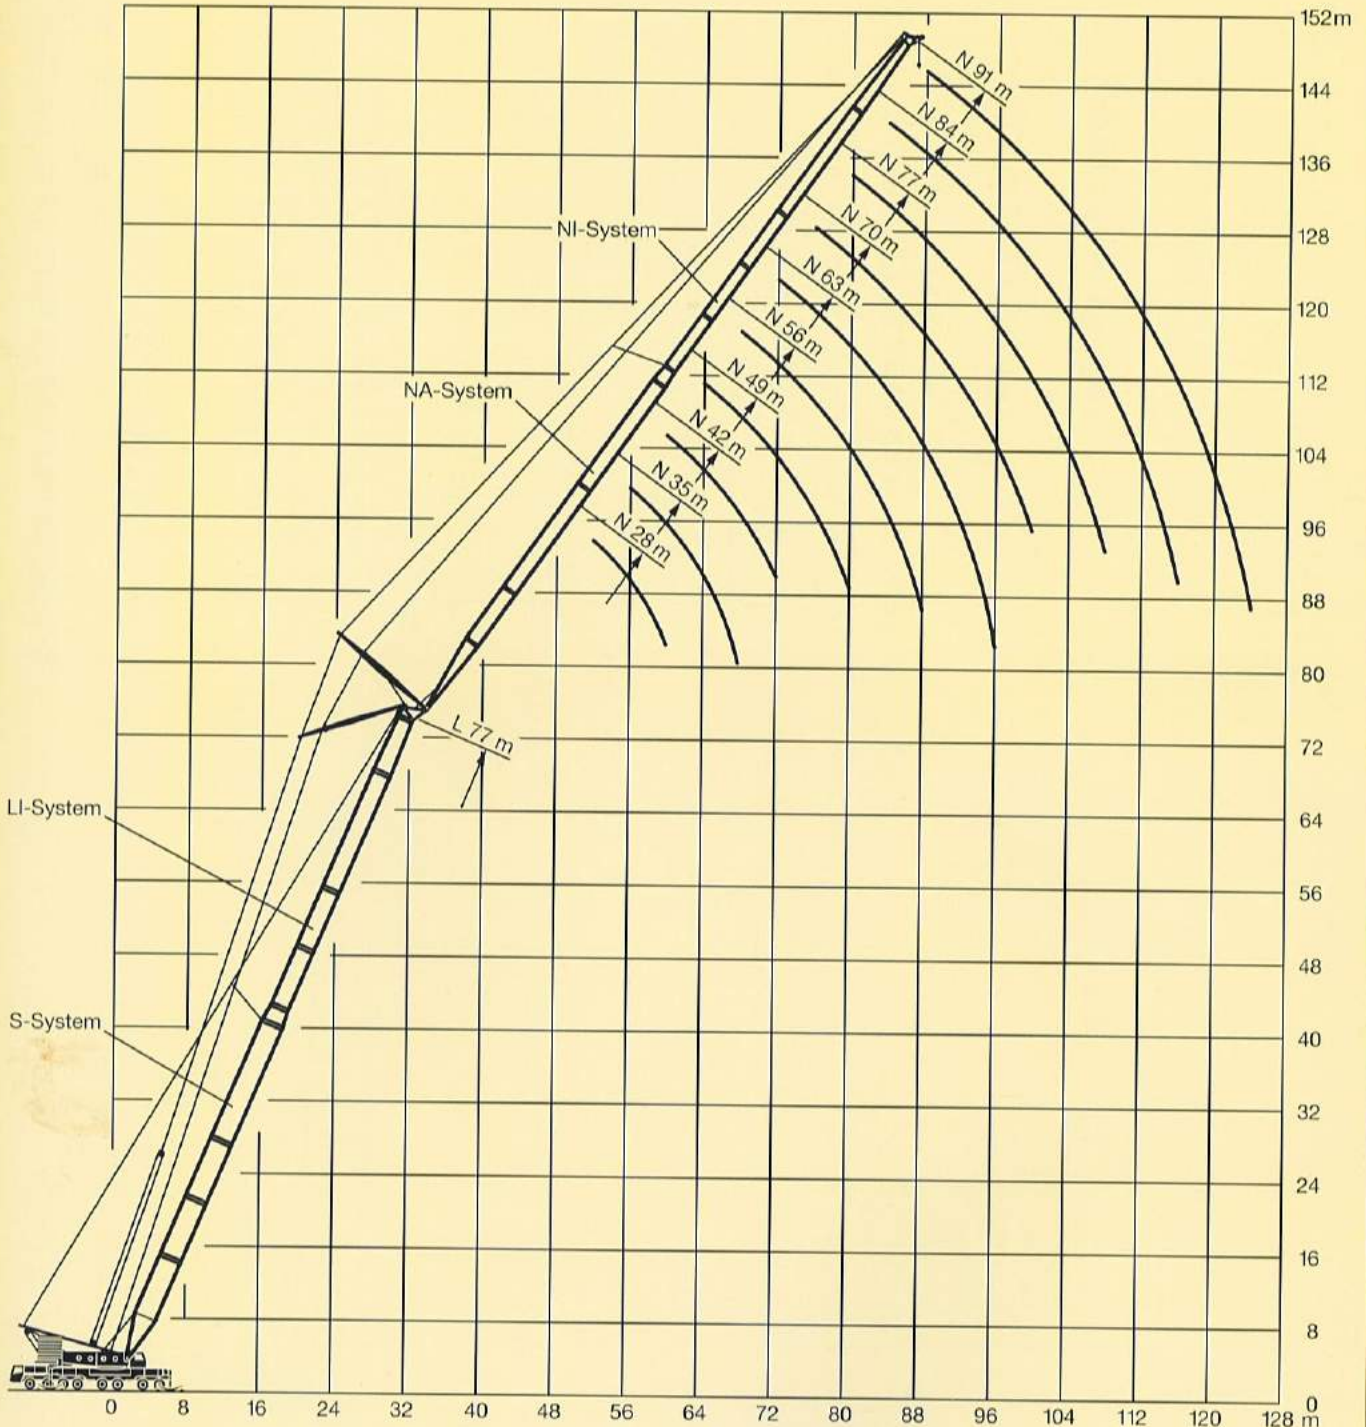 152m
N 91 m
144
N 84 m
136
N 77 m
NI-System
N 70 m
128
N 63 m
120
N 56 m
NA-System
N 49 m
112
N 42 m
104
N 35 m
96
N 28 m
88
80
L 77 m
72
LI-System
64
56
48
S-System
40
32
24
16
8
0
0 8 16 24 32 40 48 56 64 72 80 88 96 104 112 120 128 m